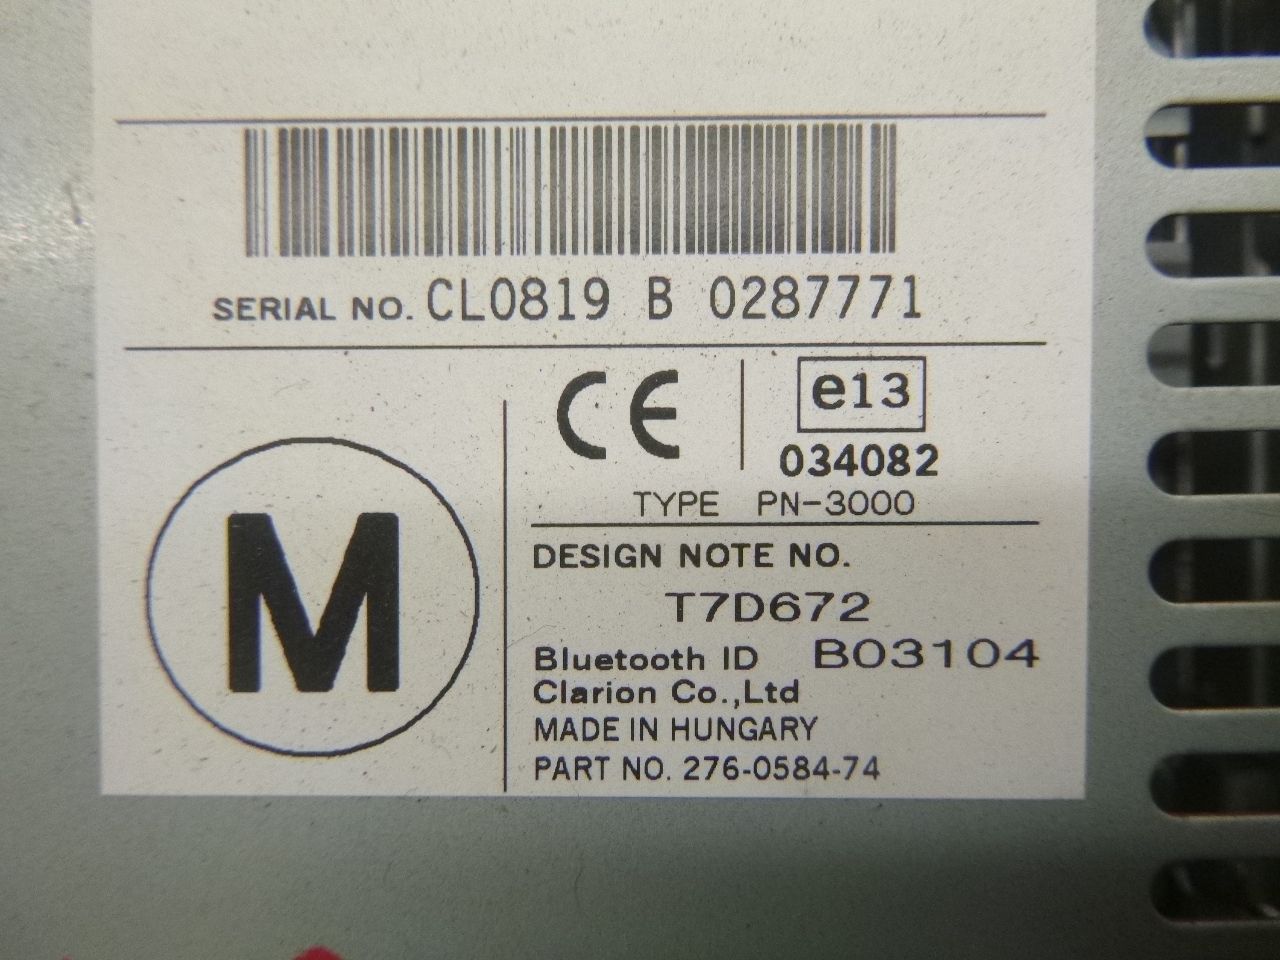 SERIAL NO. CL0819 B 0287771
CE
e13
034082
TYPE PN-3000
M
DESIGN NOTE NO.
T7D672
Bluetooth ID B03104
Clarion Co.,Ltd
MADE IN HUNGARY
PART NO. 276-0584-74